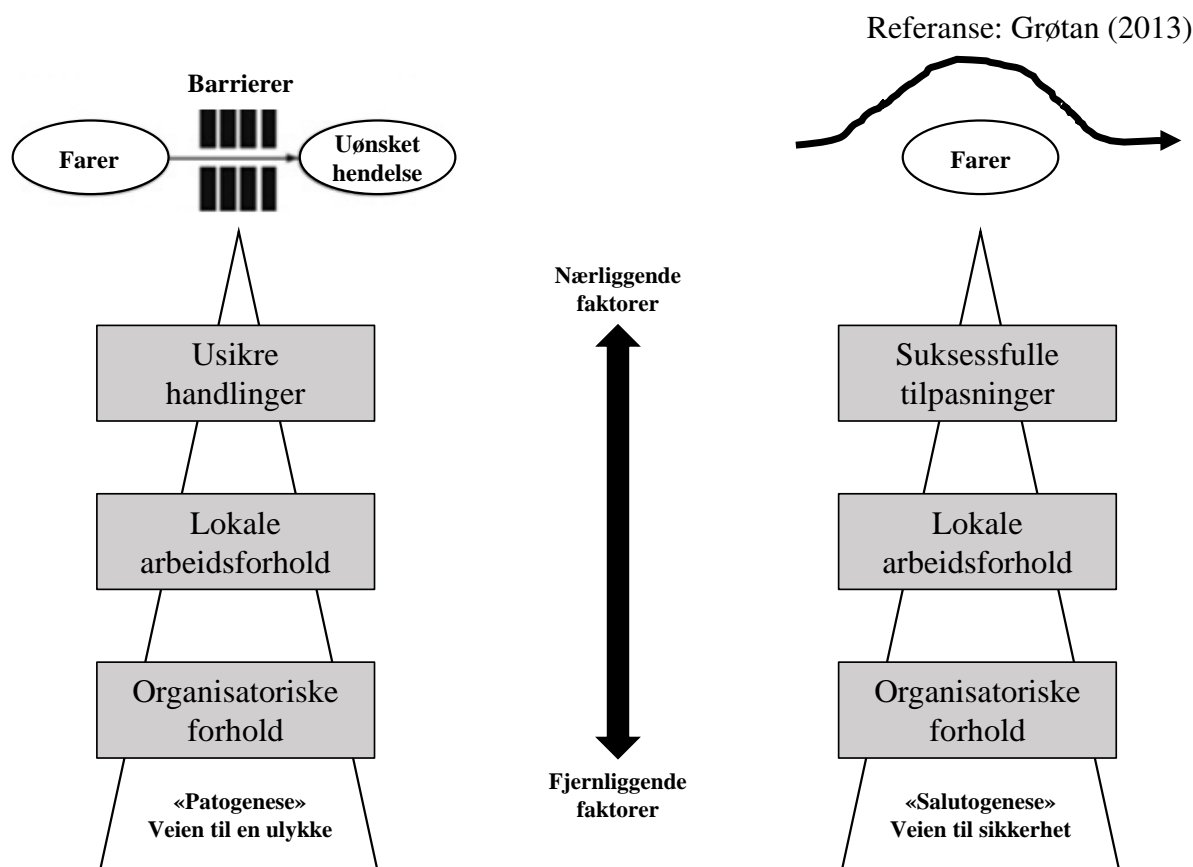 Referanse: Grøtan (2013)
Barrierer
Farer
Uønsket
hendelse
Farer
Nærliggende
faktorer
Usikre
handlinger
Suksessfulle
tilpasninger
Lokale
arbeidsforhold
Lokale
arbeidsforhold
Organisatoriske
forhold
Organisatoriske
forhold
Fjernliggende
faktorer
«Patogenese»
Veien til en ulykke
«Salutogenese»
Veien til sikkerhet